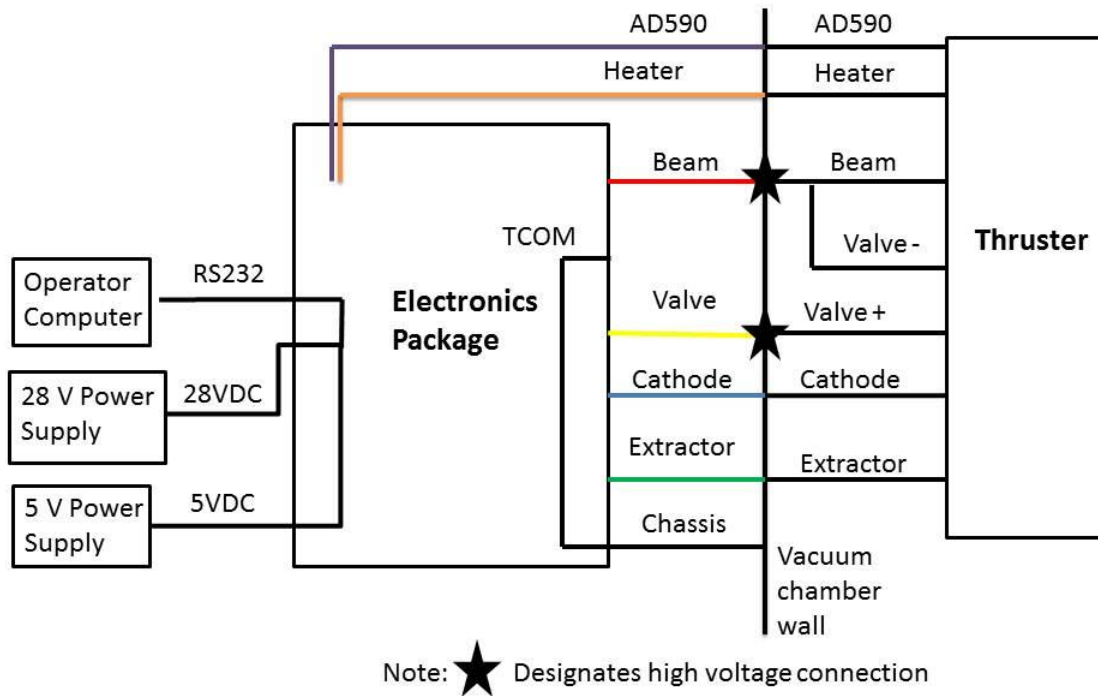 AD590
AD590
Heater
Heater
Beam
Beam
TCOM
Valve -
Thruster
Operator
Computer
RS232
Electronics
Package
Valve
Valve +
28 V Power
Supply
28VDC
Cathode
Cathode
Extractor
Extractor
5 V Power
Supply
5VDC
Chassis
Vacuum
chamber
wall
Note: ★ Designates high voltage connection